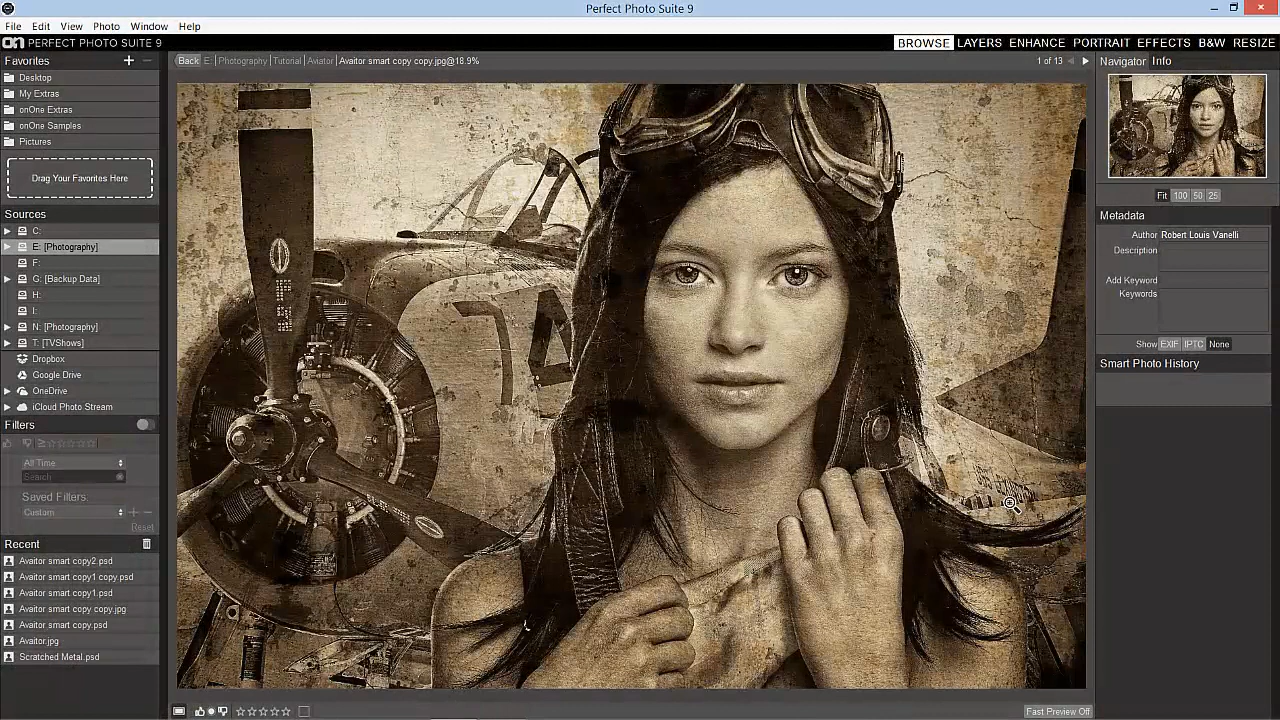 Perfect Photo Suite 9
File Edit View Photo Window Help
on PERFECT PHOTO SUITE 9
BROWSE LAYERS ENHANCE PORTRAIT EFFECTS B&W RESIZE
Favorites
Desktop
My Extras
onOne Extras
onOne Samples
Pictures
Drag Your Favorites Here
Sources
C:
E: [Photography]
F:
G: [Backup Data]
H:
I:
N: [Photography]
T: [TVShows]
Dropbox
Google Drive
OneDrive
iCloud Photo Stream
Filters
All Time
Search
Saved Filters:
Custom
Reset
Recent
Avaitor smart copy2.psd
Avaitor smart copy1 copy.psd
Avaitor smart copy1.psd
Avaitor smart copy copy.jpg
Avaitor smart copy.psd
Avaitor.jpg
Scratched Metal.psd
Back E: Photography Tutorial Aviator Avaitor smart copy copy.jpg@18.9%
1 of 13
Fast Preview Off
Navigator Info
Fit 100 50 25
Metadata
Author Robert Louis Vanelli
Description
Add Keyword
Keywords
Show EXIF IPTC None
Smart Photo History